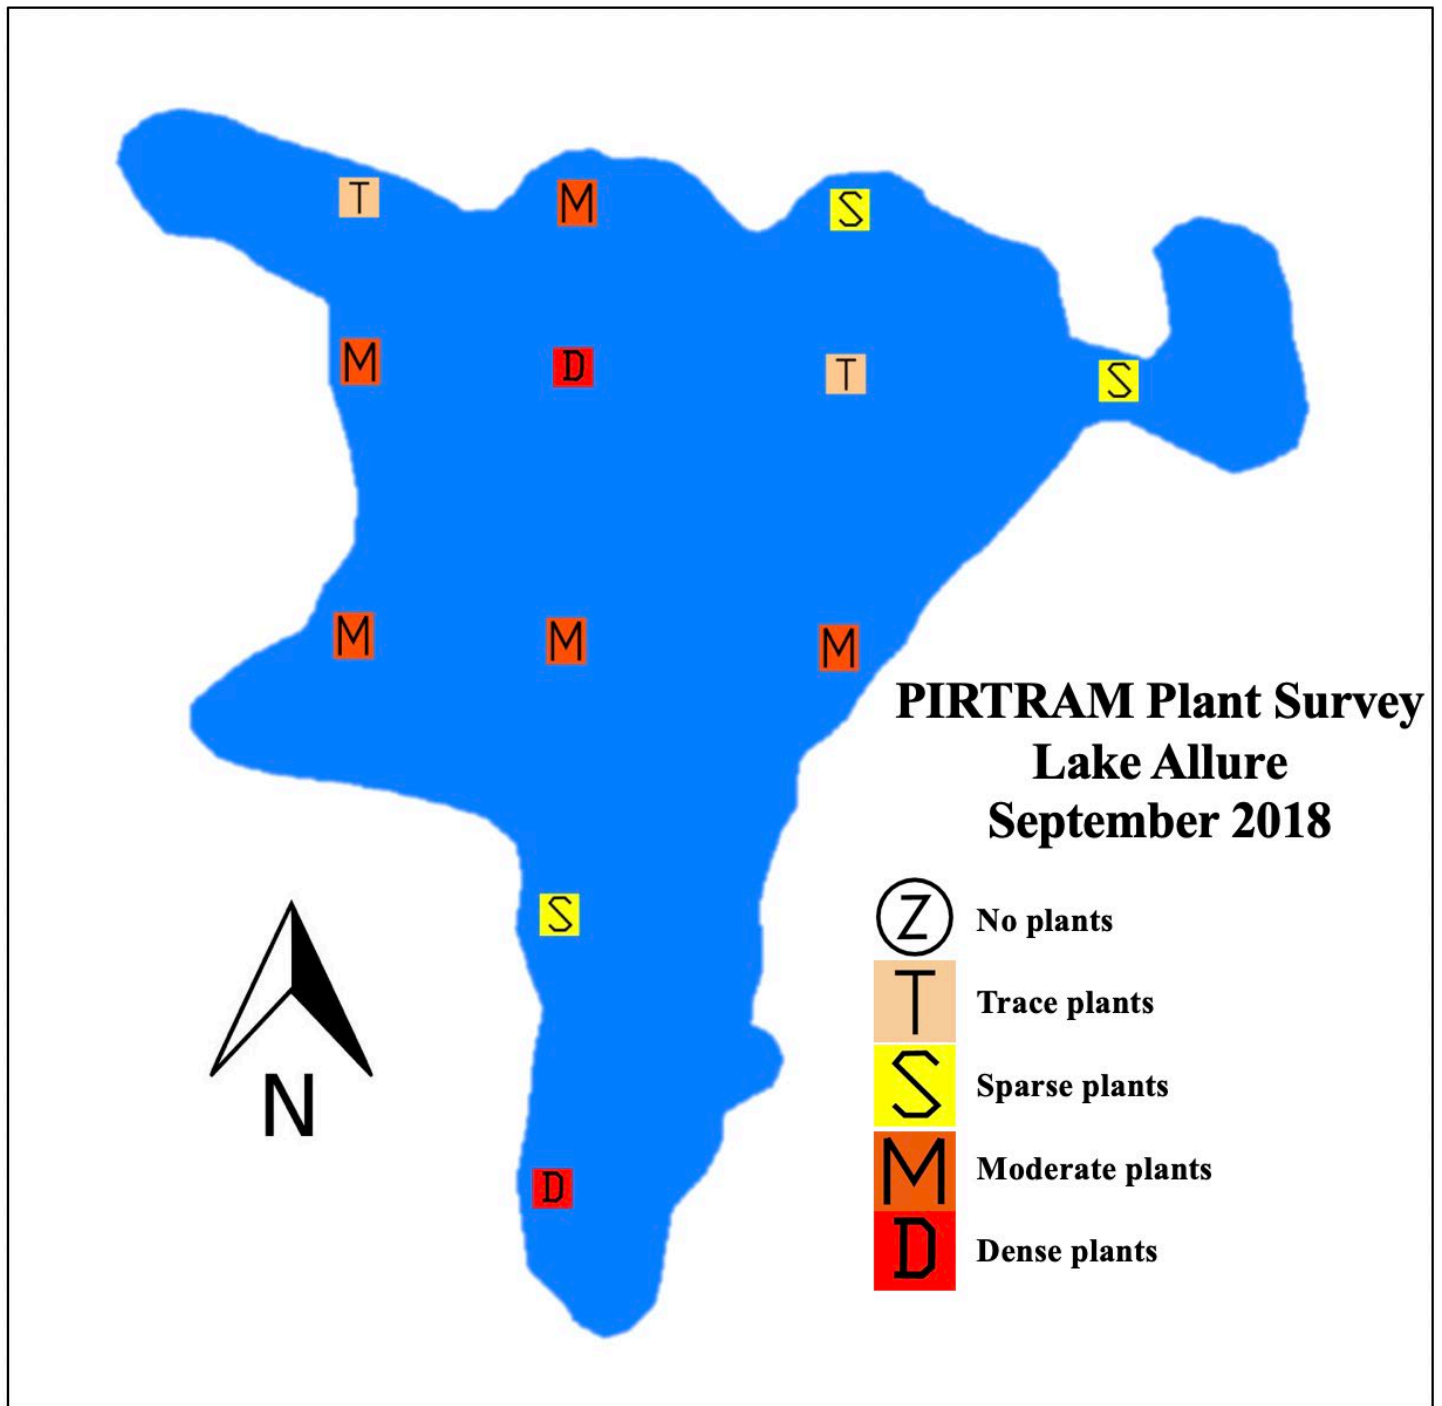 T M S
M D T S
M M M
PIRTRAM Plant Survey
Lake Allure
September 2018
S
Z No plants
T Trace plants
S Sparse plants
N
M Moderate plants
D
D Dense plants